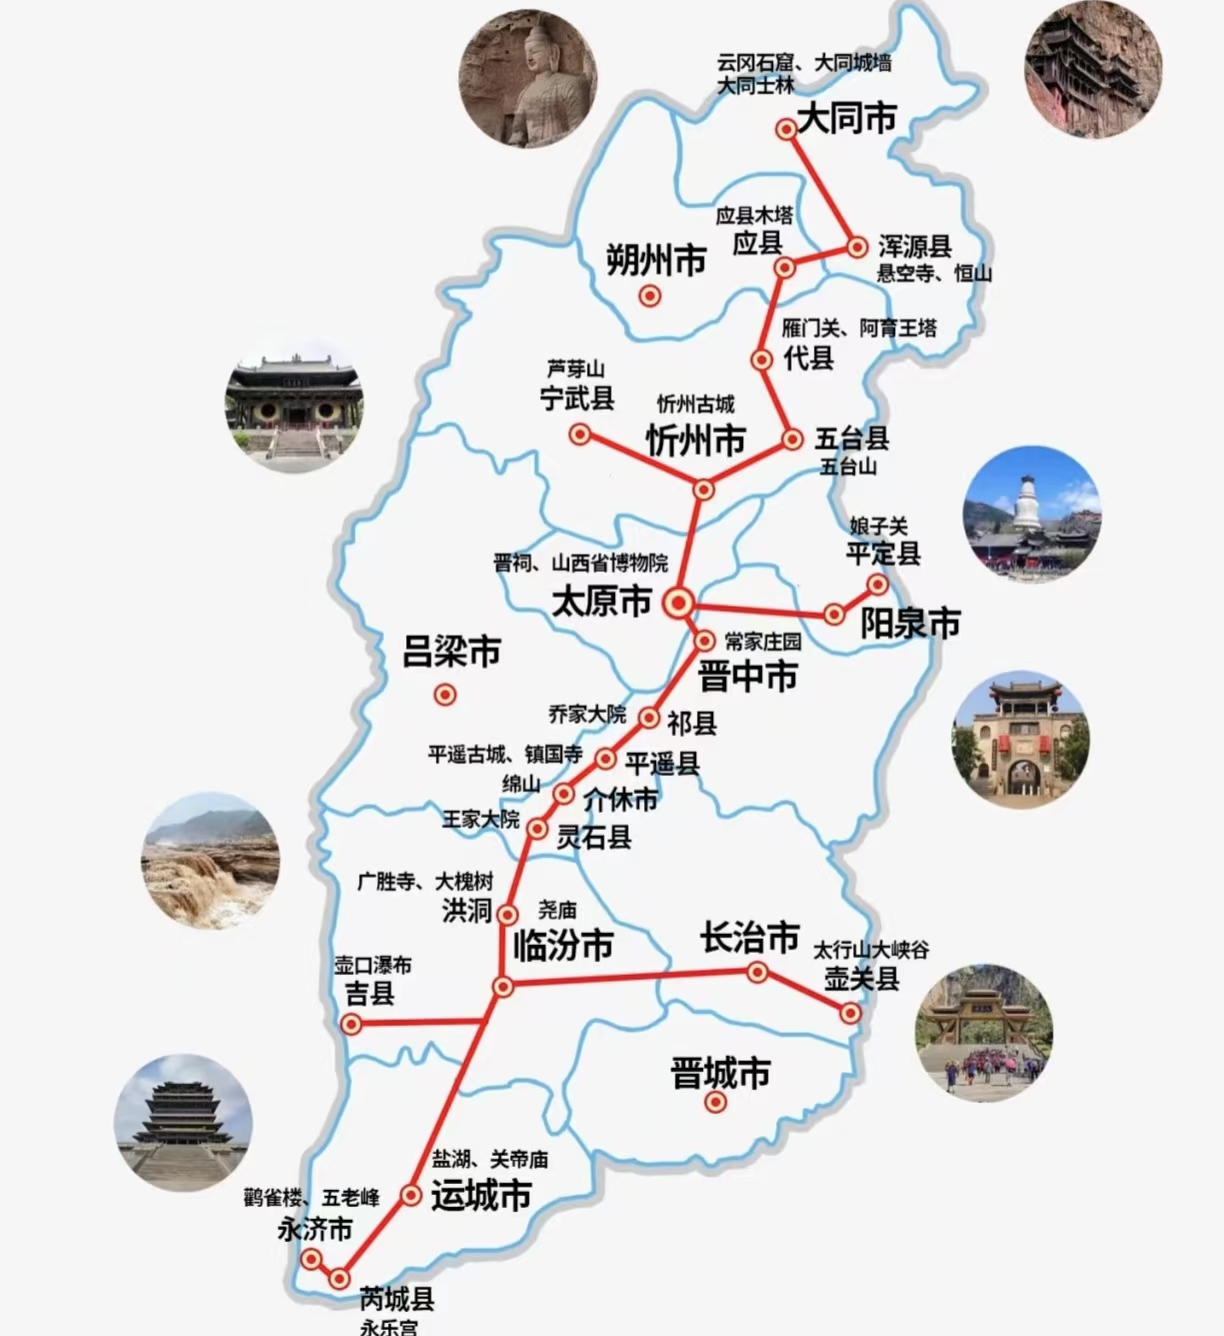 云冈石窟、大同城墙
大同士林
大同市
应县木塔
应县
浑源县
悬空寺、恒山
朔州市
雁门关、阿育王塔
代县
芦芽山
宁武县
忻州古城
忻州市
五台县
五台山
娘子关
平定县
晋祠、山西省博物院
太原市
阳泉市
常家庄园
晋中市
吕梁市
乔家大院
祁县
平遥古城、镇国寺
平遥县
绵山
介休市
王家大院
灵石县
广胜寺、大槐树
洪洞
尧庙
临汾市
长治市
太行山大峡谷
壶关县
壶口瀑布
吉县
晋城市
盐湖、关帝庙
运城市
鹳雀楼、五老峰
永济市
芮城县
永乐宫